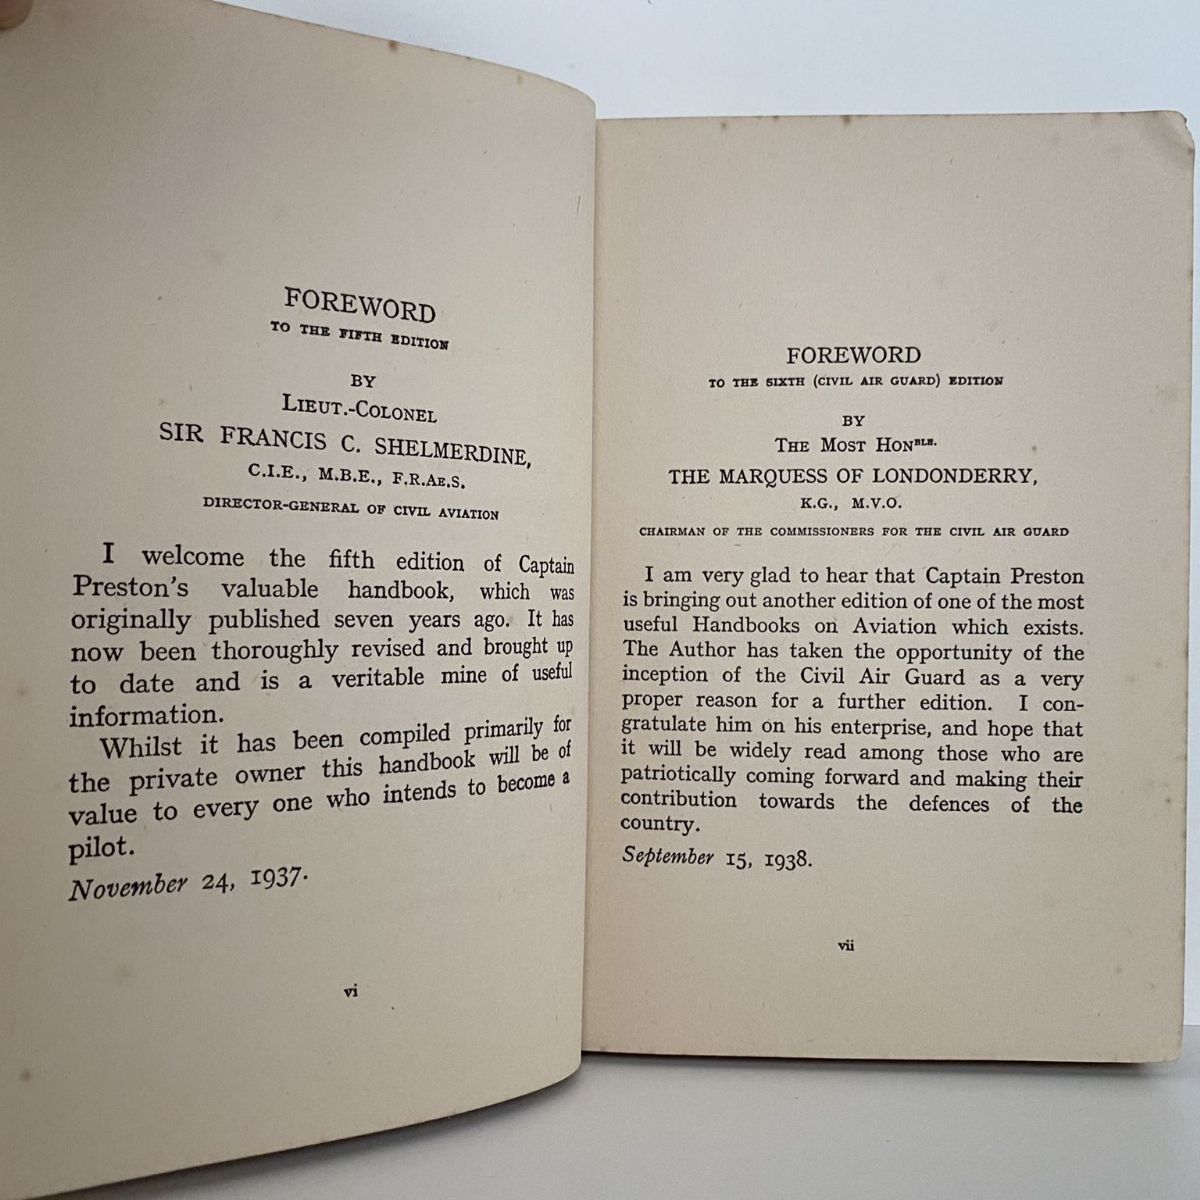 FOREWORD
TO THE FIFTH EDITION
BY
LIEUT.-COLONEL
SIR FRANCIS C. SHELMERDINE,
C.I.E., M.B.E., F.R.AE.S.
DIRECTOR-GENERAL OF CIVIL AVIATION
I welcome the fifth edition of Captain
Preston's valuable handbook, which was
originally published seven years ago. It has
now been thoroughly revised and brought up
to date and is a veritable mine of useful
information.
Whilst it has been compiled primarily for
the private owner this handbook will be of
value to every one who intends to become a
pilot.
November 24, 1937.
vi
FOREWORD
TO THE SIXTH (CIVIL AIR GUARD) EDITION
BY
THE MOST HONBLE.
THE MARQUESS OF LONDONDERRY,
K.G., M.V.O.
CHAIRMAN OF THE COMMISSIONERS FOR THE CIVIL AIR GUARD
I am very glad to hear that Captain Preston
is bringing out another edition of one of the most
useful Handbooks on Aviation which exists.
The Author has taken the opportunity of the
inception of the Civil Air Guard as a very
proper reason for a further edition. I con-
gratulate him on his enterprise, and hope that
it will be widely read among those who are
patriotically coming forward and making their
contribution towards the defences of the
country.
September 15, 1938.
vii